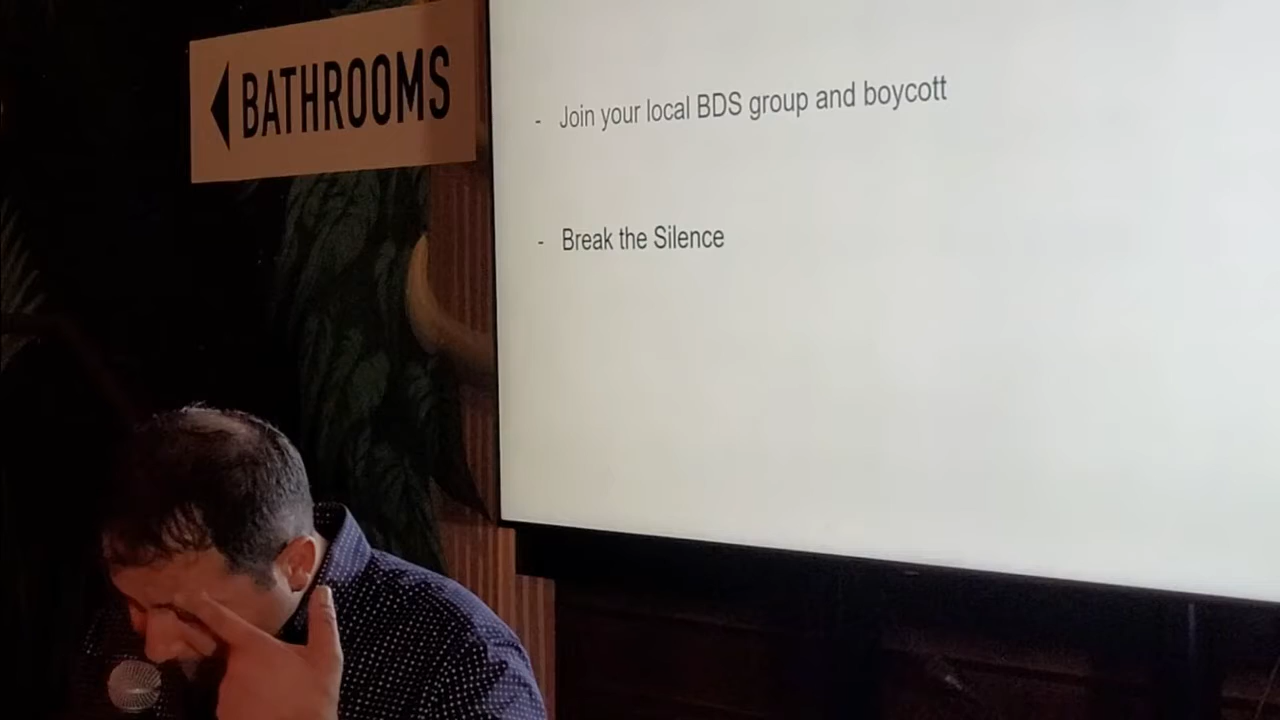 BATHROOMS
- Join your local BDS group and boycott
- Break the Silence